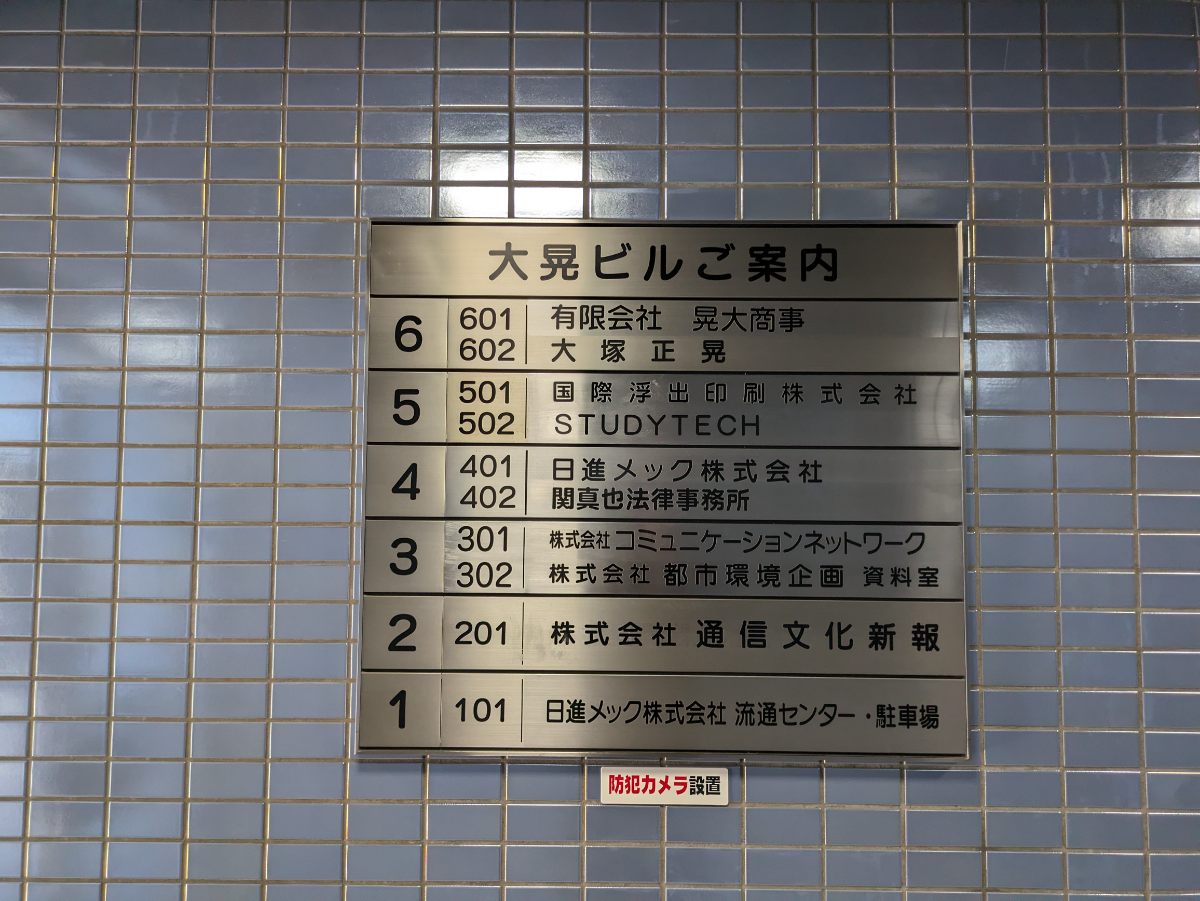 大晃ビルご案内
6 601 有限会社 晃大商事
602 大塚正晃
5 501 国際浮出印刷株式会社
502 STUDYTECH
4 401 日進メック株式会社
402 関真也法律事務所
3 301 株式会社コミュニケーションネットワーク
302 株式会社 都市環境企画 資料室
2 201 株式会社 通信文化新報
1 101 日進メック株式会社 流通センター・駐車場
防犯カメラ設置